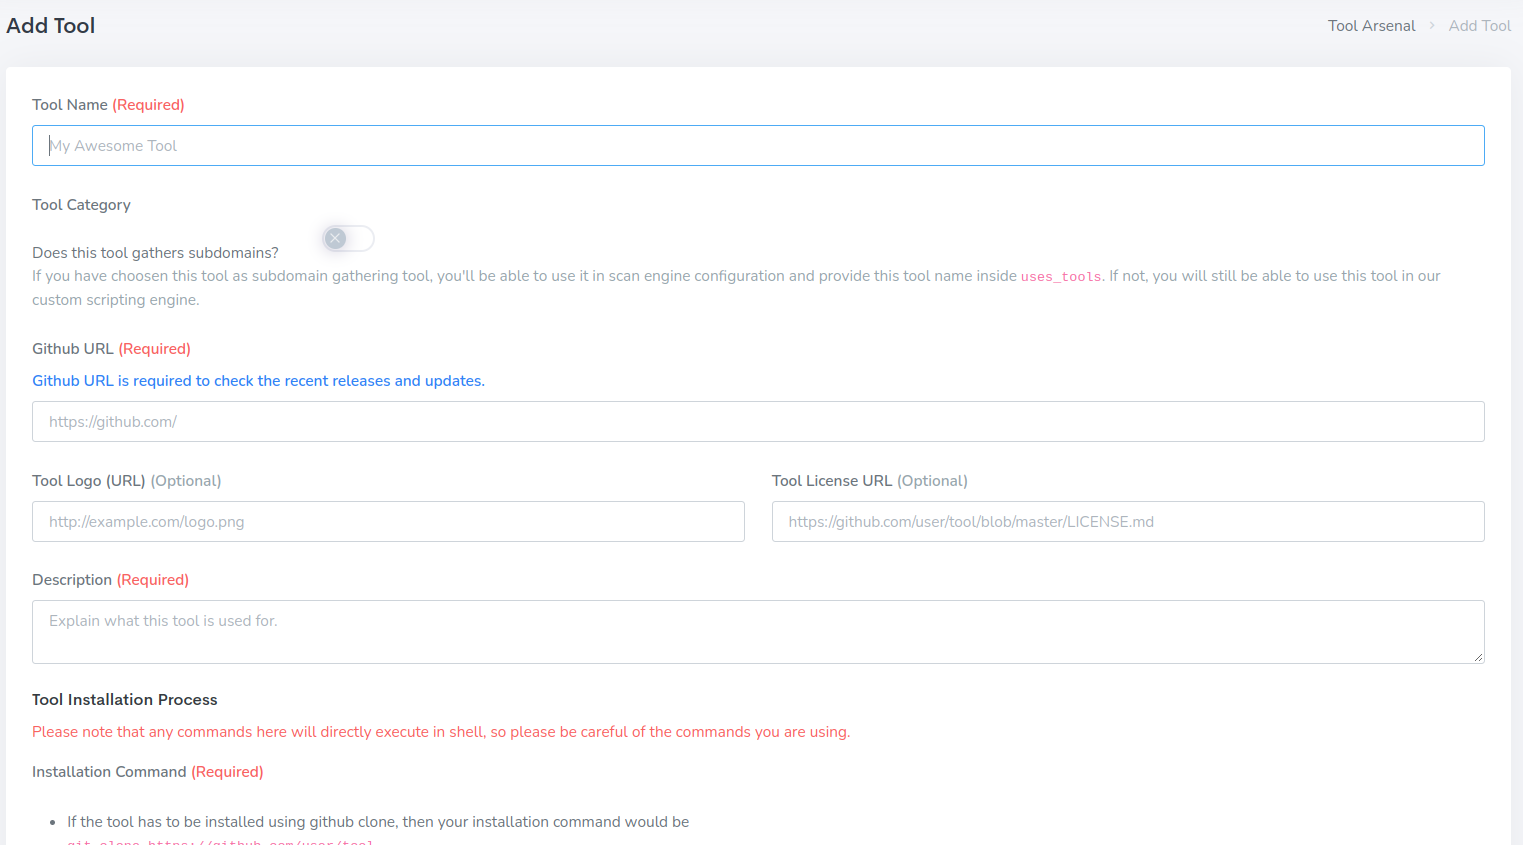 Add Tool
Tool Arsenal > Add Tool
Tool Name (Required)
My Awesome Tool
Tool Category
Does this tool gathers subdomains?
If you have choosen this tool as subdomain gathering tool, you'll be able to use it in scan engine configuration and provide this tool name inside uses_tools. If not, you will still be able to use this tool in our
custom scripting engine.
Github URL (Required)
Github URL is required to check the recent releases and updates.
https://github.com/
Tool Logo (URL) (Optional)
Tool License URL (Optional)
http://example.com/logo.png
https://github.com/user/tool/blob/master/LICENSE.md
Description (Required)
Explain what this tool is used for.
Tool Installation Process
Please note that any commands here will directly execute in shell, so please be careful of the commands you are using.
Installation Command (Required)
• If the tool has to be installed using github clone, then your installation command would be
git clone https://github.com/user/tool